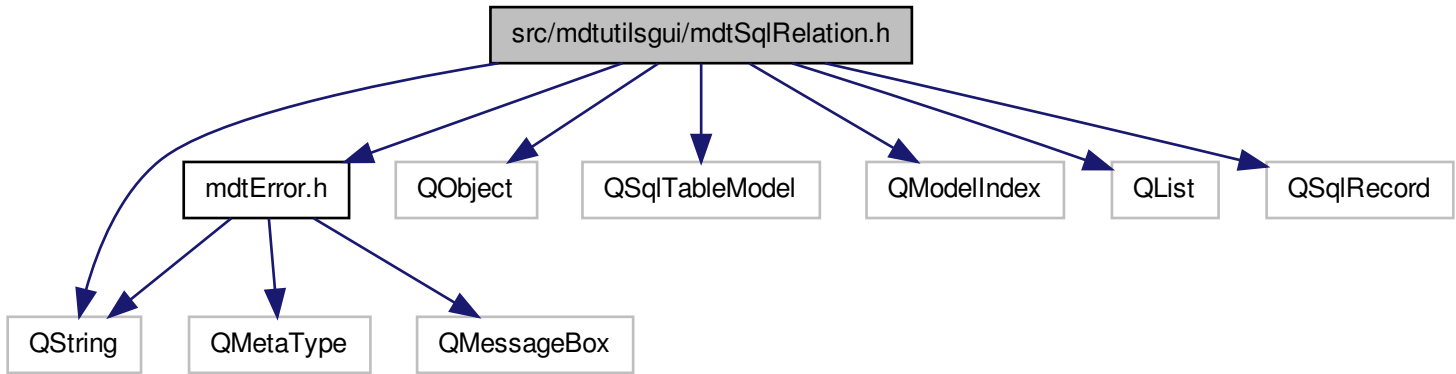 src/mdtutilsgui/mdtSqlRelation.h
mdtError.h
QObject
QSqlTableModel
QModelIndex
QList
QSqlRecord
QString
QMetaType
QMessageBox